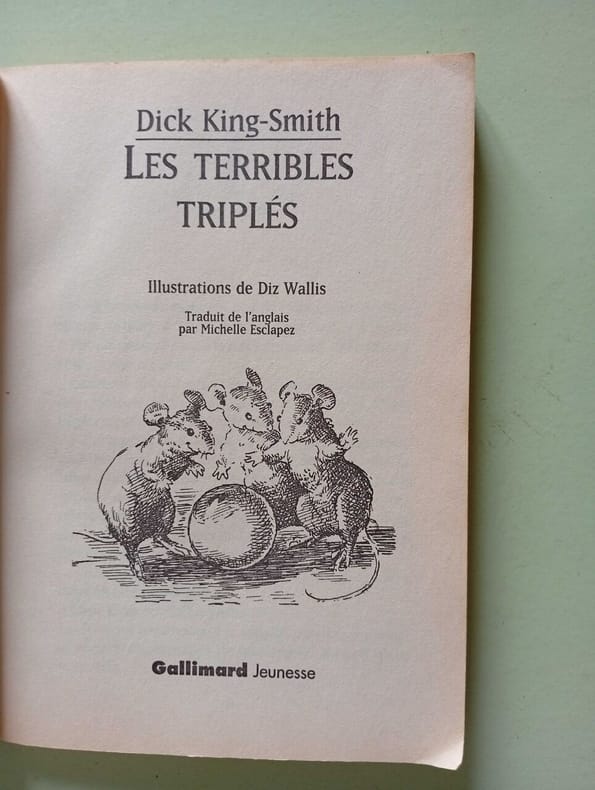 Dick King-Smith
LES TERRIBLES
TRIPLÉS
Illustrations de Diz Wallis
Traduit de l'anglais
par Michelle Esclapez
Gallimard Jeunesse